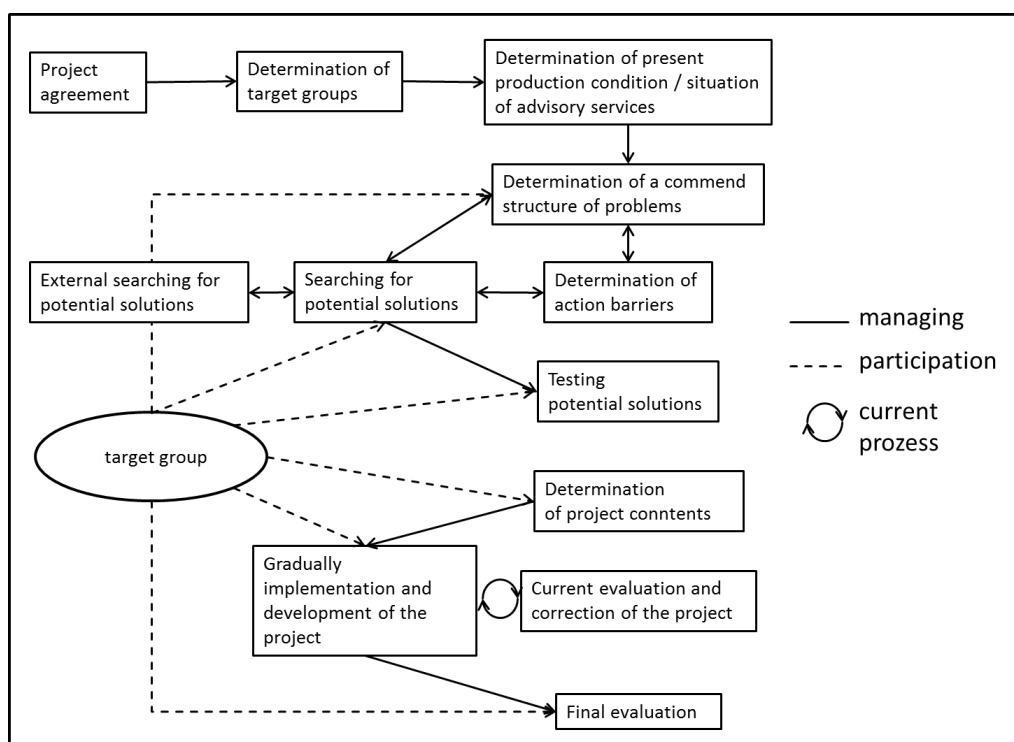 Project
agreement
Determination of
target groups
Determination of present
production condition / situation
of advisory services
Determination of a commend
structure of problems
External searching for
potential solutions
Searching for
potential solutions
Determination of
action barriers
managing
participation
current
prozess
Testing
potential solutions
target group
Determination
of project conntents
Gradually
implementation and
development of the
project
Current evaluation and
correction of the project
Final evaluation